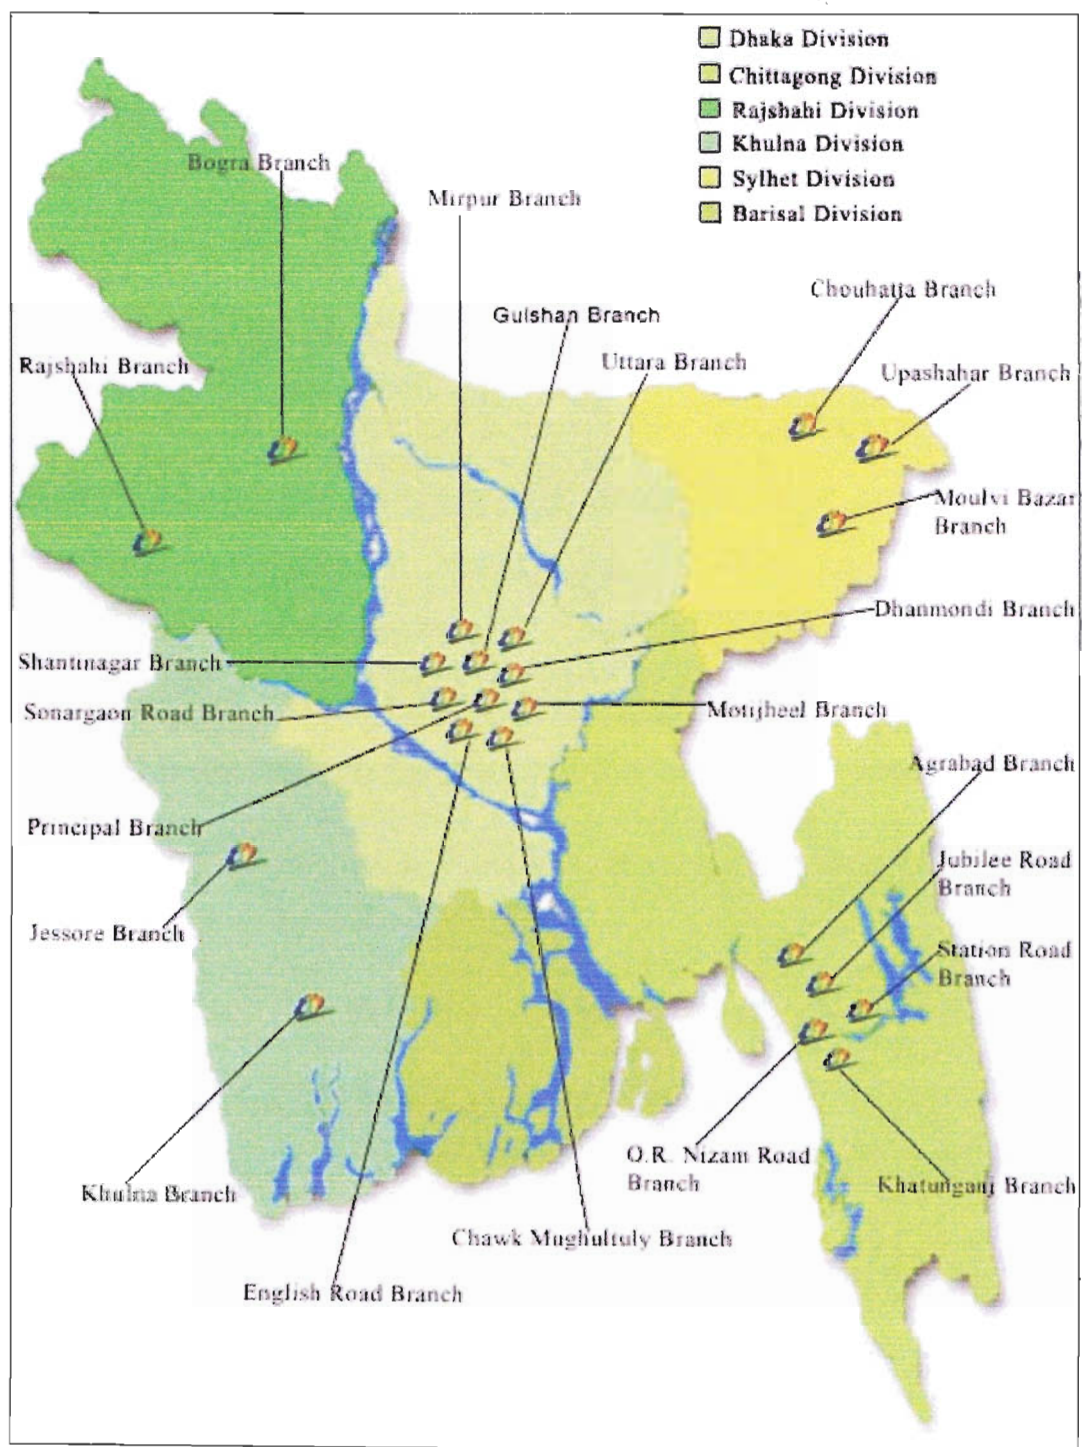 Dhaka Division
Chittagong Division
Rajshahi Division
Khulna Division
Sylhet Division
Barisal Division
Bogra Branch
Mirpur Branch
Chouhatta Branch
Gulshan Branch
Uttara Branch
Rajshahi Branch
Upashahar Branch
Moulvi Bazar
Branch
Dhanmondi Branch
Shantinagar Branch
Sonargaon Road Branch
Motijheel Branch
Agrabad Branch
Principal Branch
Jubilee Road
Branch
Jessore Branch
Station Road
Branch
O.R. Nizam Road
Branch
Khulna Branch
Khatunganj Branch
Chawk Mughultuly Branch
English Road Branch